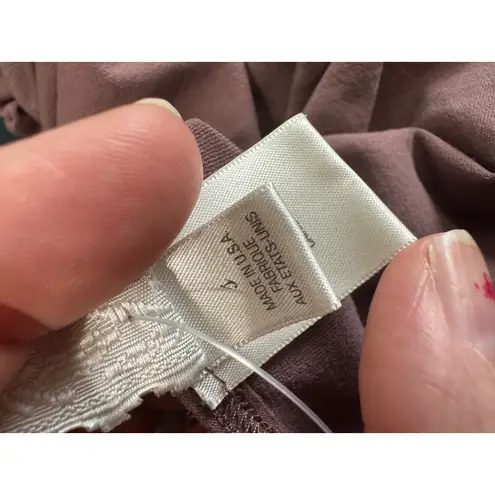 MADE IN U.S.A.
FABRIQUE
AUX ETATS-UNIS